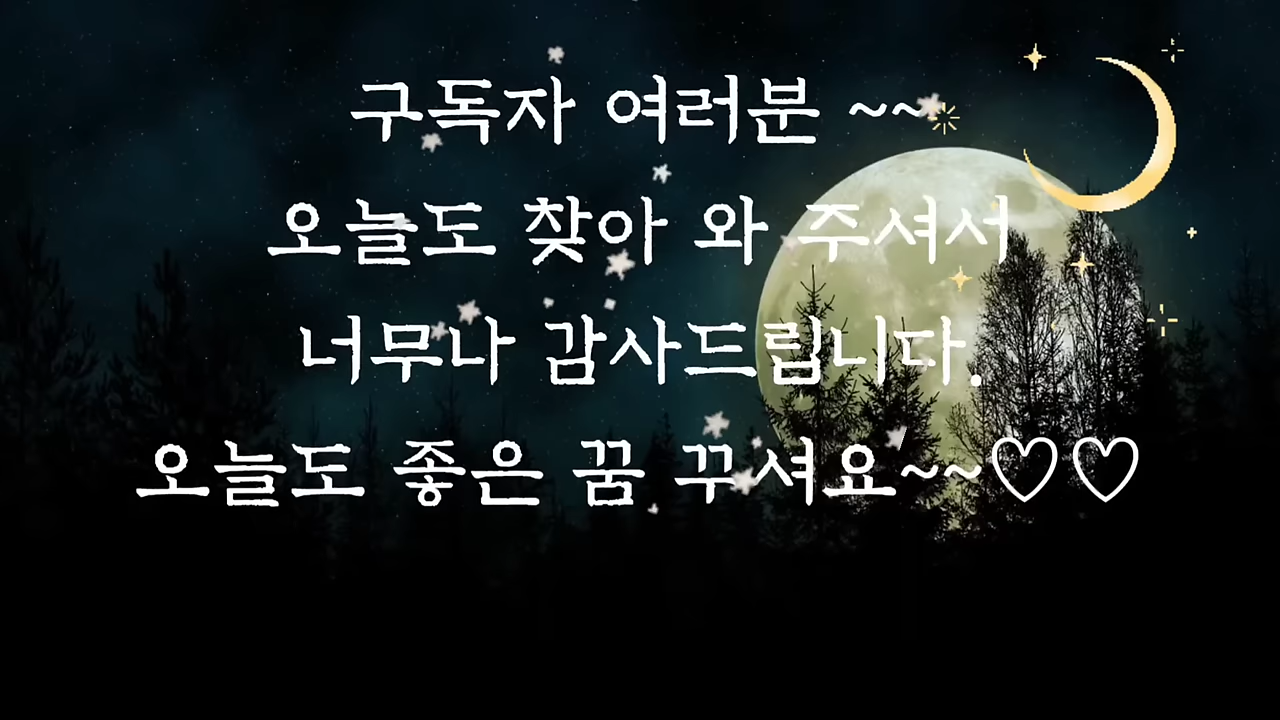 구독자 여러분 ~~
오늘도 찾아 와 주셔서
너무나 감사드립니다.
오늘도 좋은 꿈 꾸셔요~~♡♡